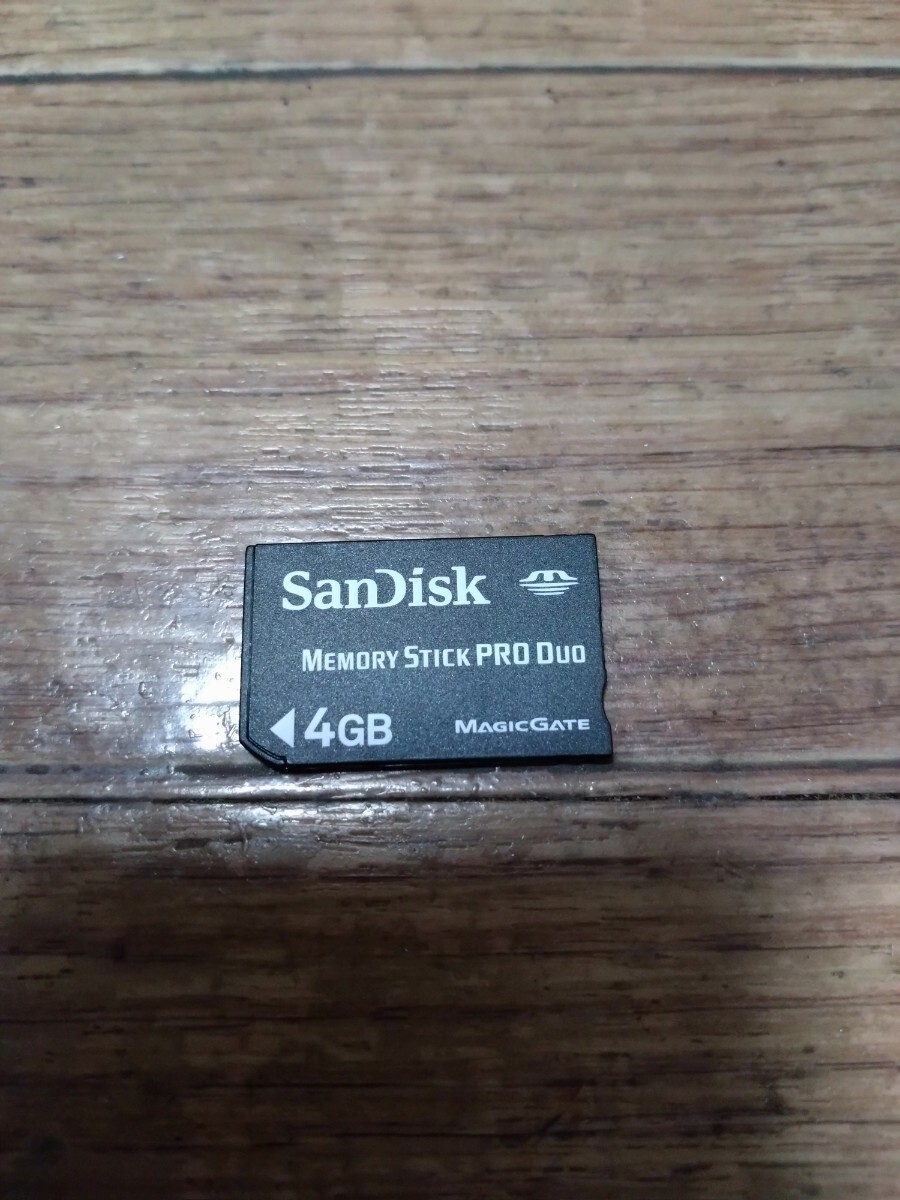 SanDisk
MEMORY STICK PRO DUO
4GB MAGICGATE